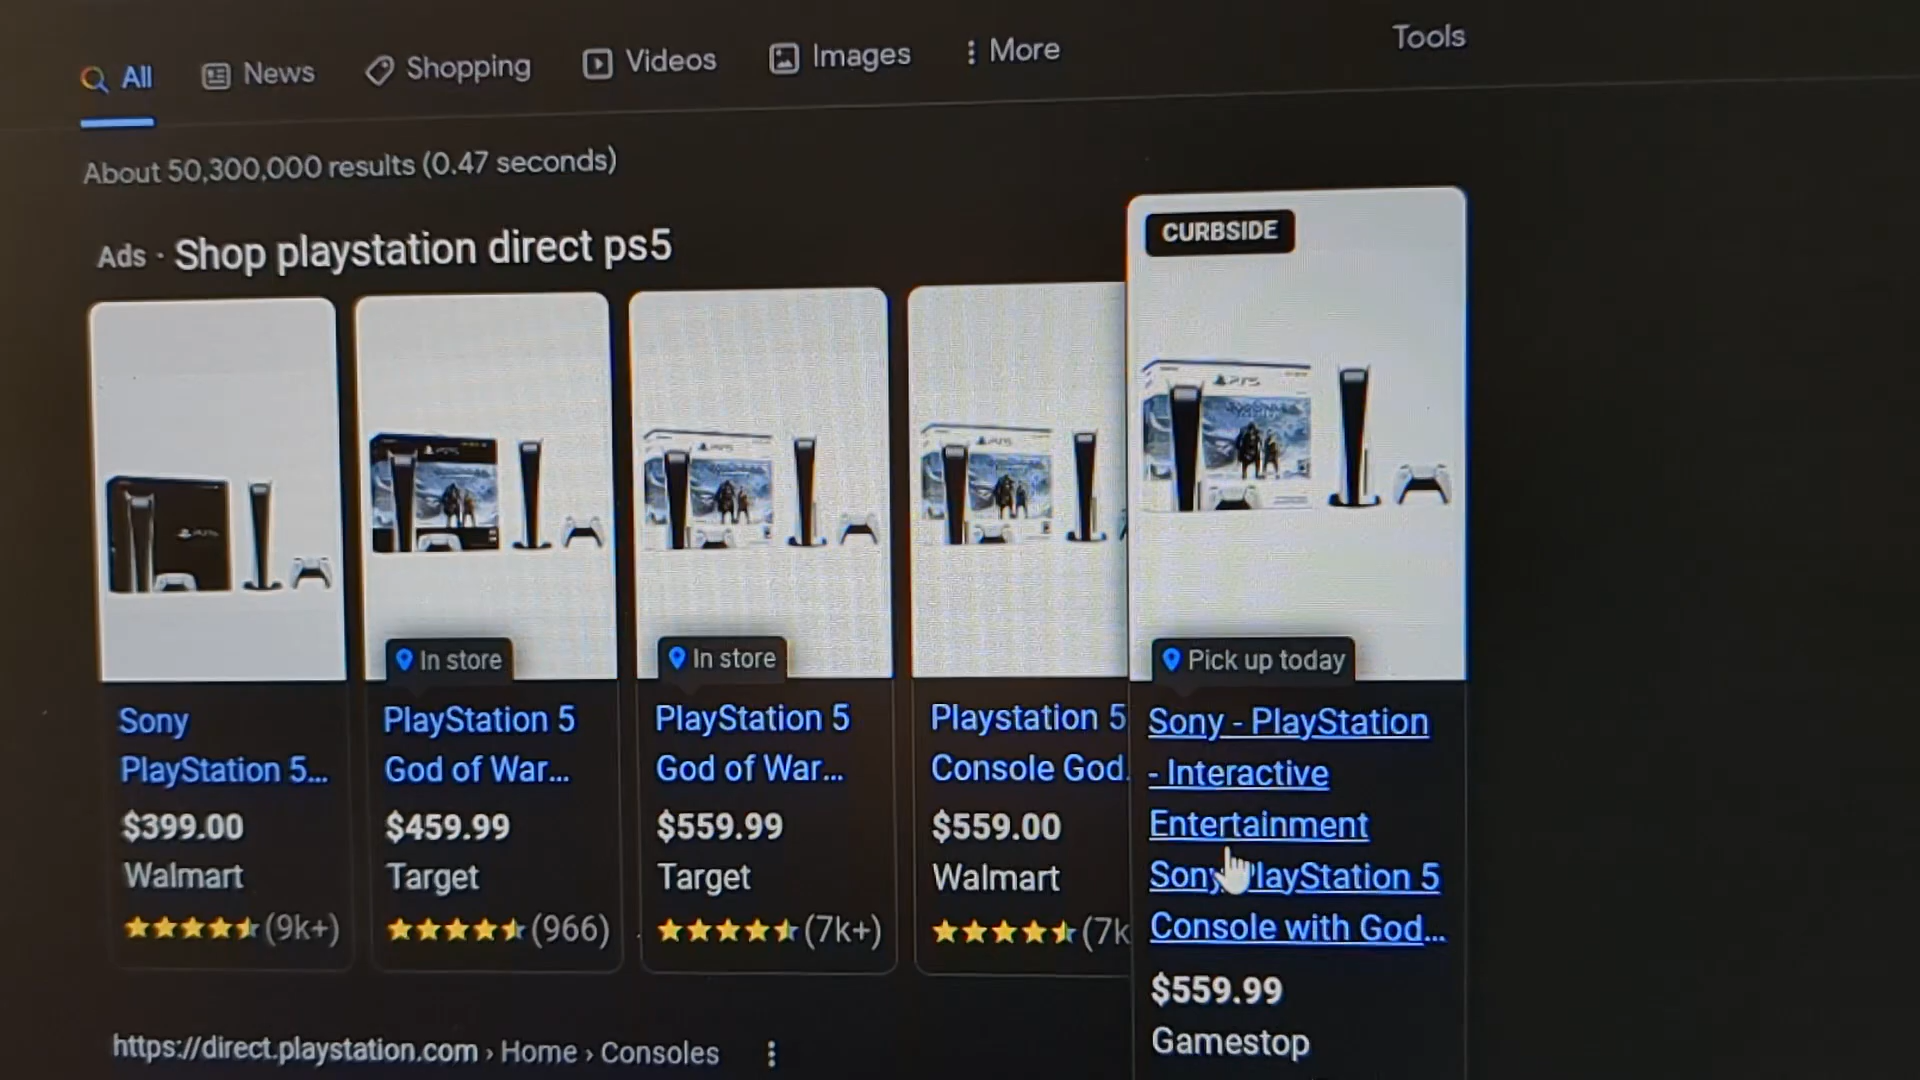 All
News
Shopping
Videos
Images
More
Tools
About 50,300,000 results (0.47 seconds)
Ads · Shop playstation direct ps5
Sony
PlayStation 5...
$399.00
Walmart
(9k+)
PS5
In store
PlayStation 5
God of War...
$459.99
Target
(966)
In store
PlayStation 5
God of War...
$559.99
Target
(7k+)
Playstation 5
Console God.
$559.00
Walmart
(7k
CURBSIDE
PS5
Pick up today
Sony - PlayStation
- Interactive
Entertainment
Sony PlayStation 5
Console with God...
$559.99
Gamestop
https://direct.playstation.com › Home › Consoles